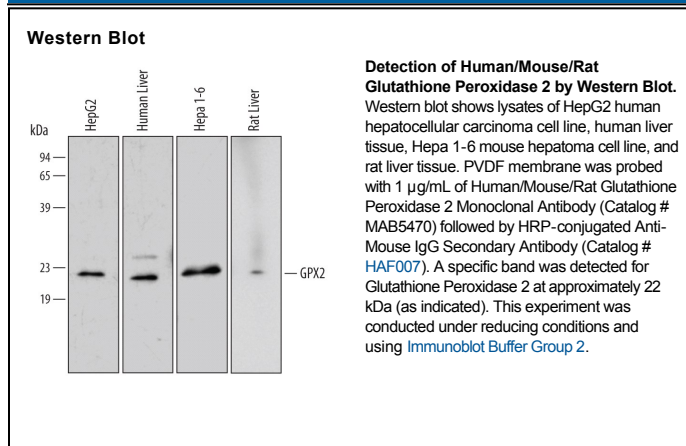 Western Blot
HepG2
Human Liver
Hepa 1-6
Rat Liver
kDa
94
65
39
23
19
GPX2
Detection of Human/Mouse/Rat
Glutathione Peroxidase 2 by Western Blot.
Western blot shows lysates of HepG2 human
hepatocellular carcinoma cell line, human liver
tissue, Hepa 1-6 mouse hepatoma cell line, and
rat liver tissue. PVDF membrane was probed
with 1 µg/mL of Human/Mouse/Rat Glutathione
Peroxidase 2 Monoclonal Antibody (Catalog #
MAB5470) followed by HRP-conjugated Anti-
Mouse IgG Secondary Antibody (Catalog #
HAF007). A specific band was detected for
Glutathione Peroxidase 2 at approximately 22
kDa (as indicated). This experiment was
conducted under reducing conditions and
using Immunoblot Buffer Group 2.